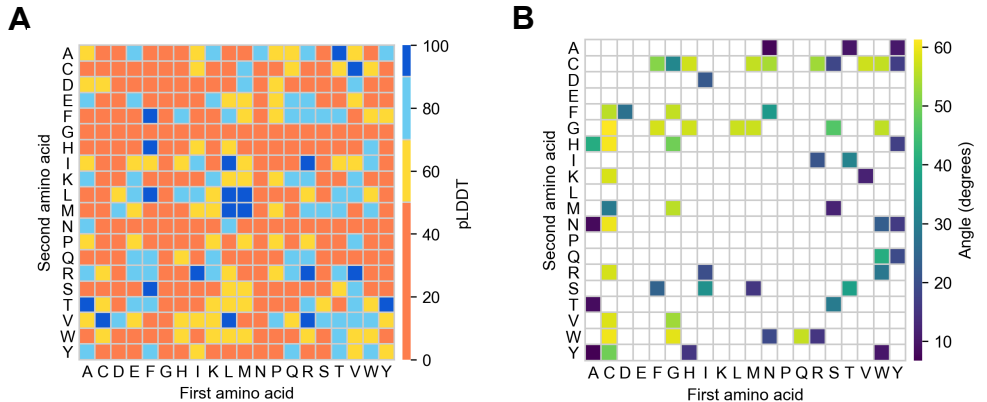 A
B
A
C
D
E
F
G
H
I
K
L
M
N
P
Q
R
S
T
V
W
Y
Second amino acid
A C D E F G H I K L M N P Q R S T V W Y
First amino acid
100
80
60
40
20
0
pLDDT
A
C
D
E
F
G
H
I
K
L
M
N
P
Q
R
S
T
V
W
Y
Second amino acid
A C D E F G H I K L M N P Q R S T V W Y
First amino acid
60
50
40
30
20
10
Angle (degrees)